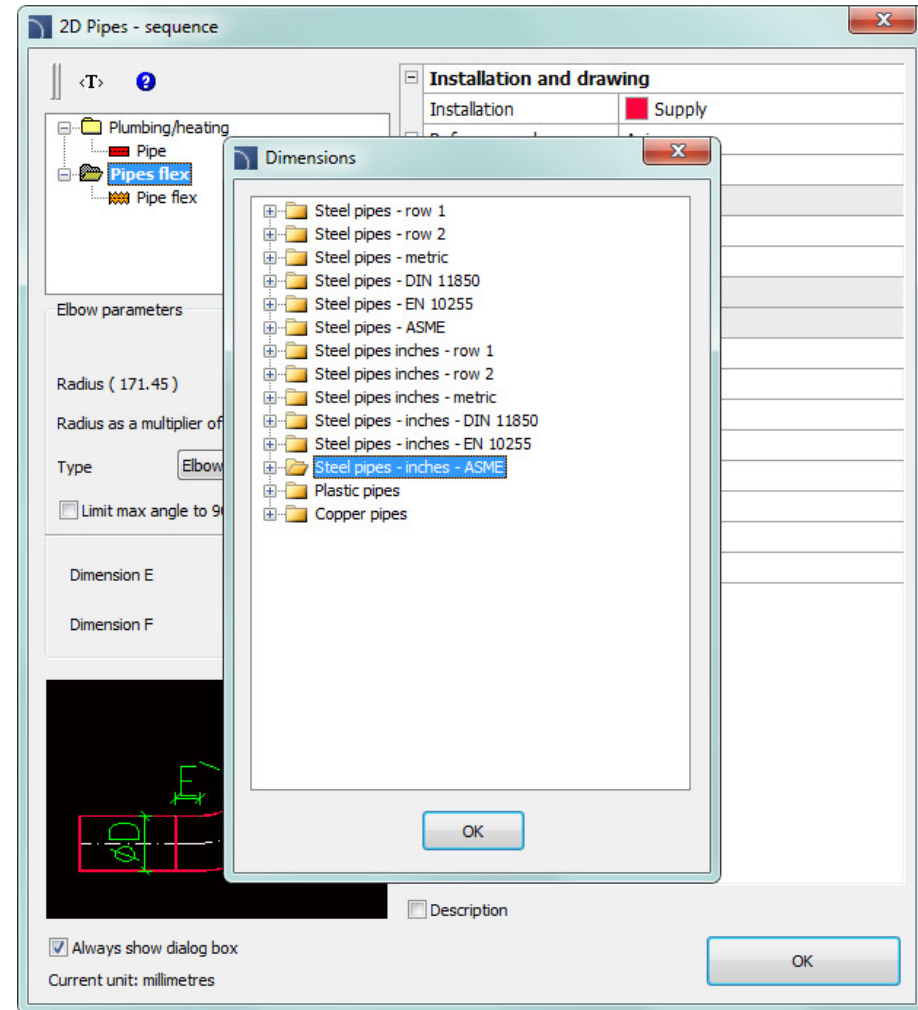 2D Pipes - sequence
<T>
Installation and drawing
Installation Supply
Plumbing/heating
Pipe
Pipes flex
Pipe flex
Dimensions
Steel pipes - row 1
Steel pipes - row 2
Steel pipes - metric
Steel pipes - DIN 11850
Steel pipes - EN 10255
Steel pipes - ASME
Steel pipes inches - row 1
Steel pipes inches - row 2
Steel pipes inches - metric
Steel pipes - inches - DIN 11850
Steel pipes - inches - EN 10255
Steel pipes - inches - ASME
Plastic pipes
Copper pipes
OK
Elbow parameters
Radius ( 171.45 )
Radius as a multiplier of
Type Elbow
Limit max angle to 9
Dimension E
Dimension F
E
ØD
Description
Always show dialog box
OK
Current unit: millimetres